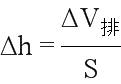 Δh = ΔV排 / S